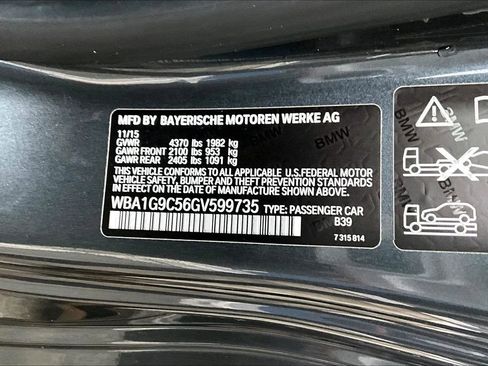 MFD BY BAYERISCHE MOTOREN WERKE AG
11/15
GVWR 4370 lbs 1982 kg
GAWR FRONT 2100 lbs 953 kg
GAWR REAR 2405 lbs 1091 kg
THIS VEHICLE CONFORMS TO ALL APPLICABLE U.S.FEDERAL MOTOR
VEHICLE SAFETY, BUMPER AND THEFT PREVENTION STANDARDS
IN EFFECT ON THE DATE OF MANUFACTURE SHOWN ABOVE.
WBA1G9C56GV599735 TYPE: PASSENGER CAR
B39
7 315 814
BMW
BMW
BMW